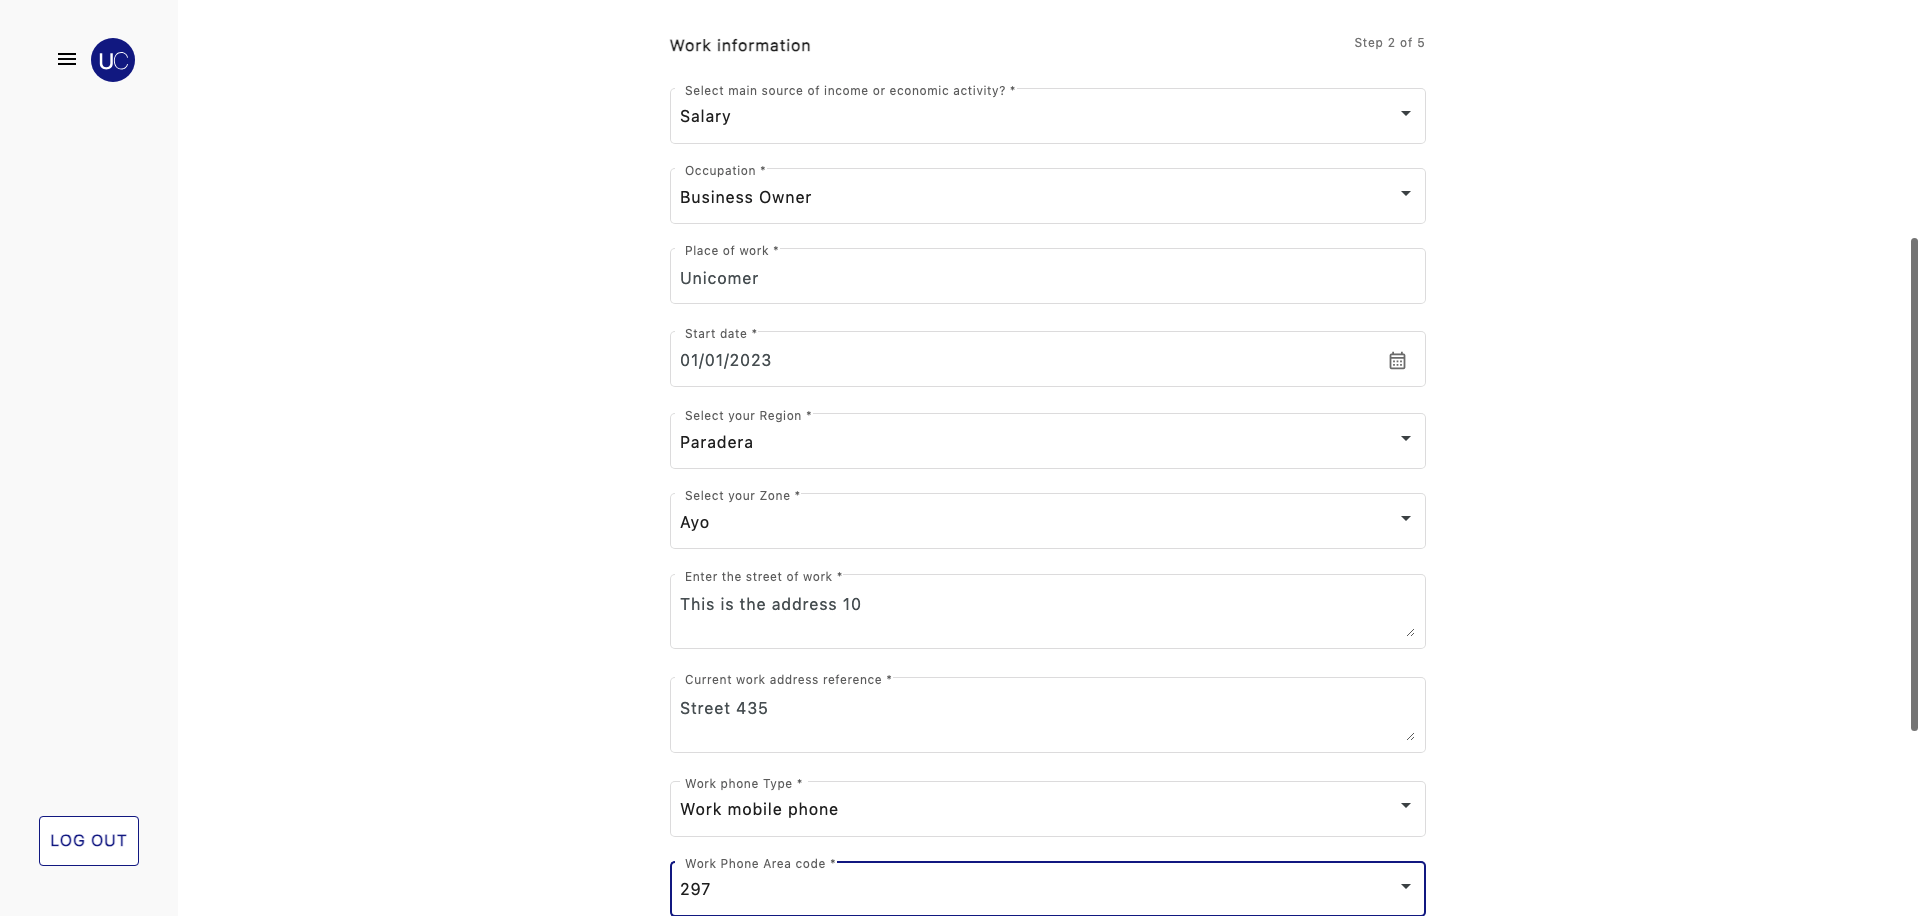 UC
Work information
Step 2 of 5
Select main source of income or economic activity? *
Salary
Occupation *
Business Owner
Place of work *
Unicomer
Start date *
01/01/2023
Select your Region *
Paradera
Select your Zone *
Ayo
Enter the street of work *
This is the address 10
Current work address reference *
Street 435
Work phone Type *
Work mobile phone
LOG OUT
Work Phone Area code *
297